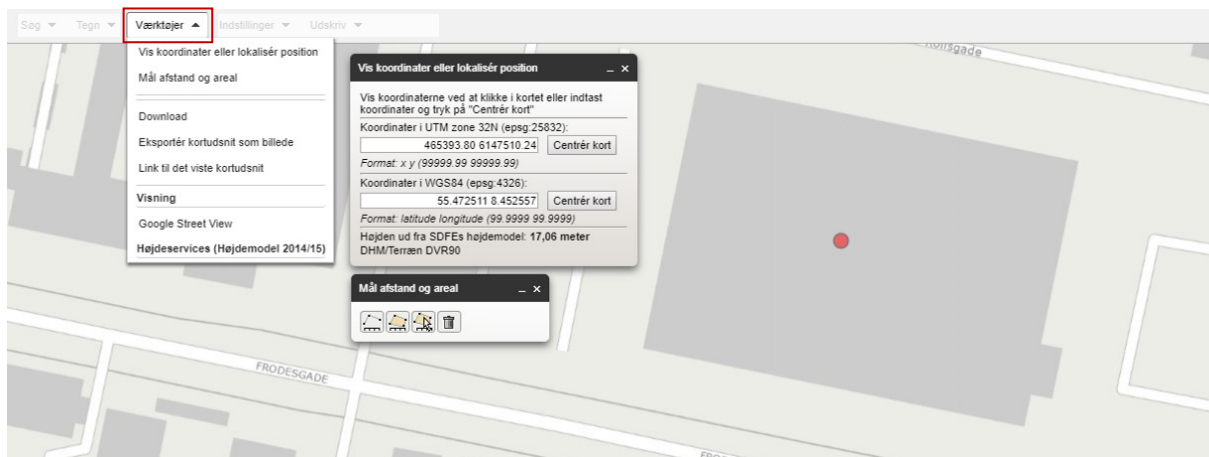 Søg Tegn Værktøjer Indstillinger Udskriv
Vis koordinater eller lokalisér position
Mål afstand og areal
Download
Eksportér kortudsnit som billede
Link til det viste kortudsnit
Visning
Google Street View
Højdeservices (Højdemodel 2014/15)
Vis koordinater eller lokalisér position
Vis koordinaterne ved at klikke i kortet eller indtast
koordinater og tryk på "Centrér kort"
Koordinater i UTM zone 32N (epsg:25832):
465393.80 6147510.24 Centrér kort
Format: x y (99999.99 99999.99)
Koordinater i WGS84 (epsg:4326):
55.472511 8.452557 Centrér kort
Format: latitude longitude (99.9999 99.9999)
Højden ud fra SDFEs højdemodel: 17,06 meter
DHM/Terræn DVR90
Mål afstand og areal
FRODESGADE